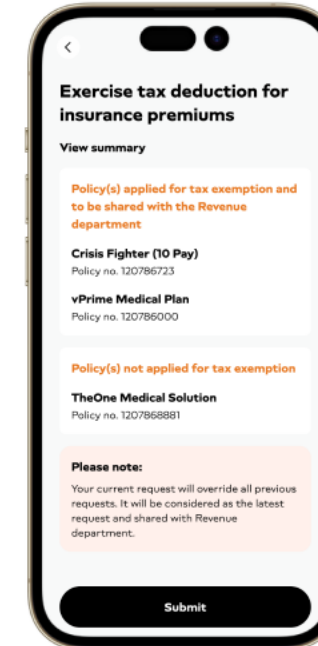 Exercise tax deduction for
insurance premiums
View summary
Policy(s) applied for tax exemption and
to be shared with the Revenue
department
Crisis Fighter (10 Pay)
Policy no. 120786723
vPrime Medical Plan
Policy no. 120786000
Policy(s) not applied for tax exemption
TheOne Medical Solution
Policy no. 1207868881
Please note:
Your current request will override all previous
requests. It will be considered as the latest
request and shared with Revenue
department.
Submit